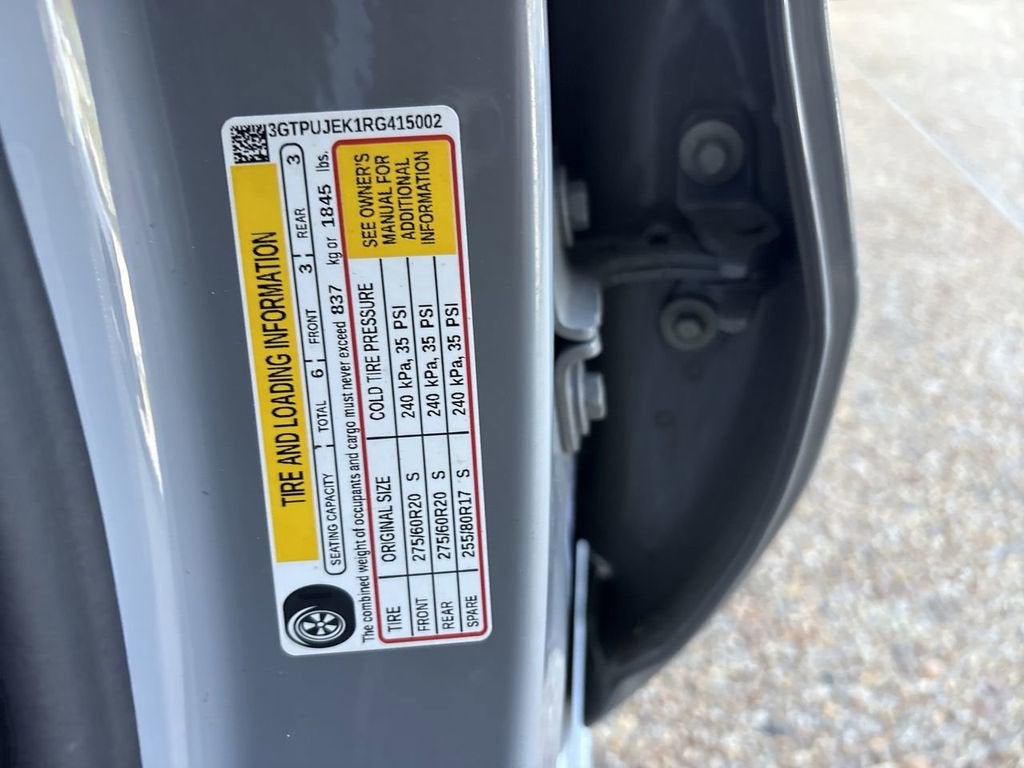 3GTPUJEK1RG415002
TIRE AND LOADING INFORMATION
SEATING CAPACITY TOTAL 6 FRONT 3 REAR 3
The combined weight of occupants and cargo must never exceed 837 kg or 1845 lbs.
TIRE ORIGINAL SIZE COLD TIRE PRESSURE
FRONT 275/60R20 S 240 kPa, 35 PSI
REAR 275/60R20 S 240 kPa, 35 PSI
SPARE 255/80R17 S 240 kPa, 35 PSI
SEE OWNER'S
MANUAL FOR
ADDITIONAL
INFORMATION